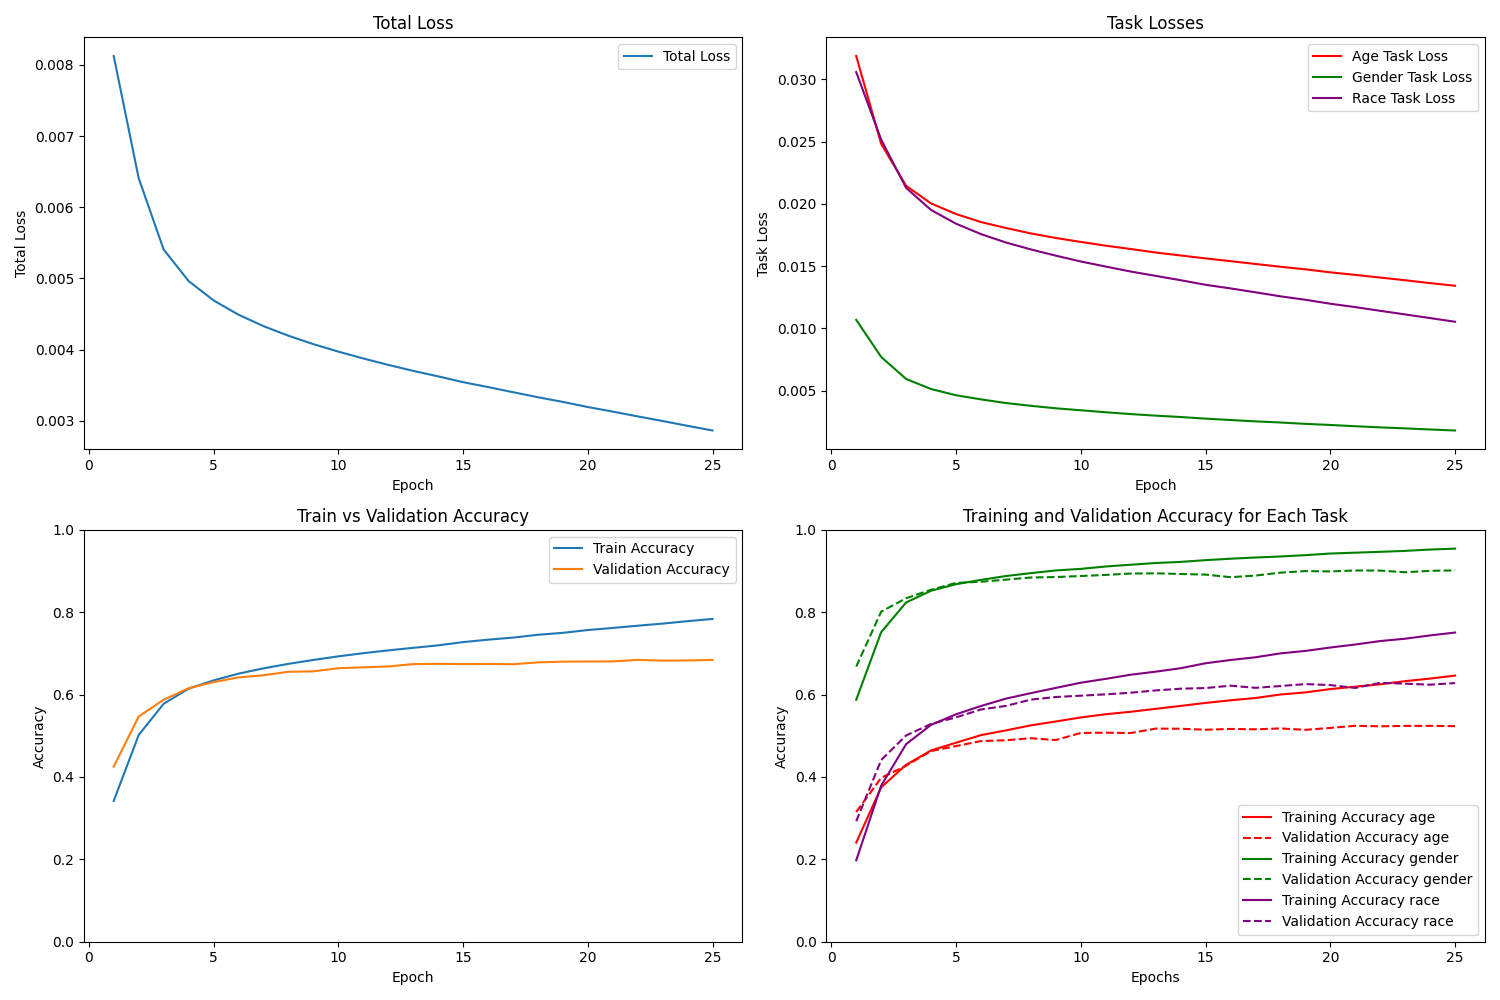 Total Loss
Total Loss
0.008
0.007
0.006
0.005
0.004
0.003
Total Loss
0
5
10
15
20
25
Epoch
Task Losses
Age Task Loss
Gender Task Loss
Race Task Loss
0.030
0.025
0.020
0.015
0.010
0.005
Task Loss
0
5
10
15
20
25
Epoch
Train vs Validation Accuracy
Train Accuracy
Validation Accuracy
1.0
0.8
0.6
0.4
0.2
0.0
Accuracy
0
5
10
15
20
25
Epoch
Training and Validation Accuracy for Each Task
1.0
0.8
0.6
0.4
0.2
0.0
Accuracy
Training Accuracy age
Validation Accuracy age
Training Accuracy gender
Validation Accuracy gender
Training Accuracy race
Validation Accuracy race
0
5
10
15
20
25
Epochs